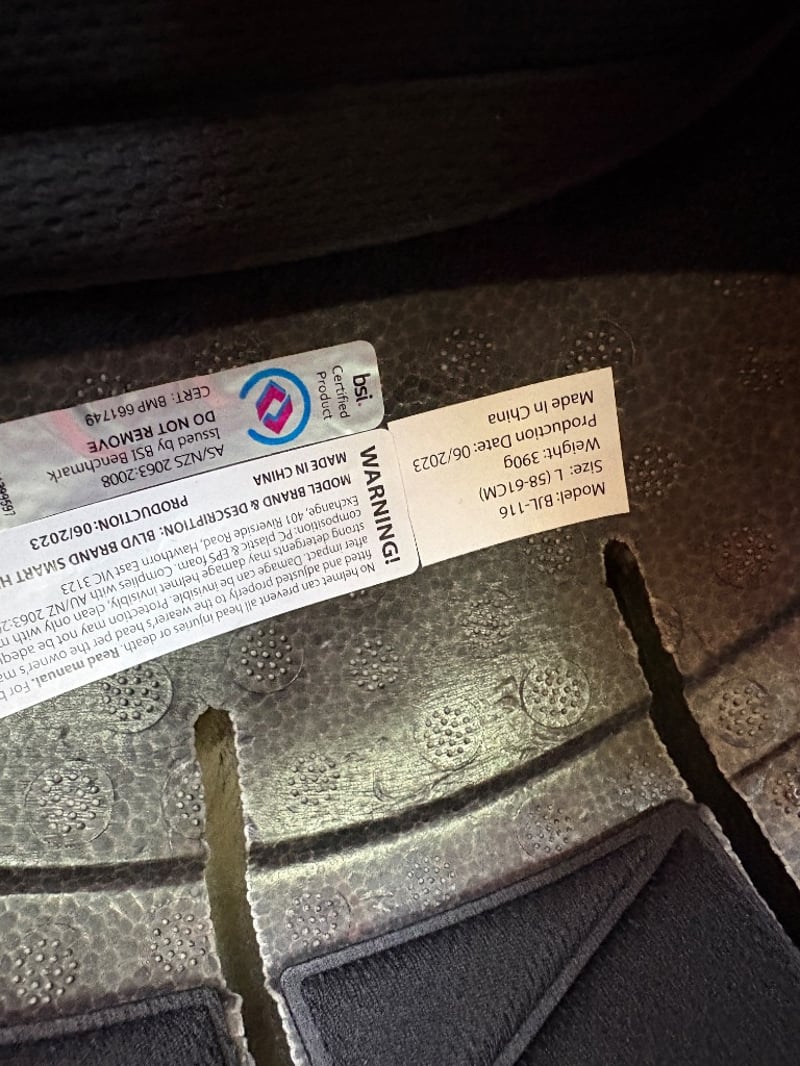 bsi.
Certified
Product
CERT: BMP 661749
DO NOT REMOVE
Issued by BSI Benchmark
AS/NZS 2063:2008
WARNING!
MADE IN CHINA
PRODUCTION: 06/2023
MODEL BRAND & DESCRIPTION: BLVD BRAND SMART
Exchange, 401 Riverside Road, Hawthorn East VIC 3123
composition: PC plastic & EPS foam. Complies with AU/NZ 2063:
strong detergents may damage helmet, clean only with
after impact. Damage can be invisible. Protection may not be
fitted and adjusted properly to the wearer's head per the owner's
No helmet can prevent all head injuries or death. Read manual. For
Model: BJL-116
Size: L (58-61CM)
Weight: 390g
Production Date: 06/2023
Made In China